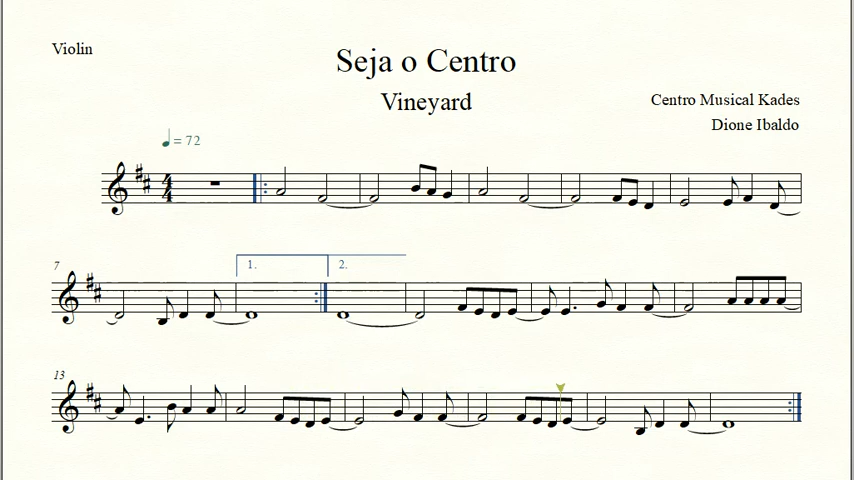 Violin
Seja o Centro
Vineyard
Centro Musical Kades
Dione Ibaldo
= 72
4
4
7
1.
2.
13